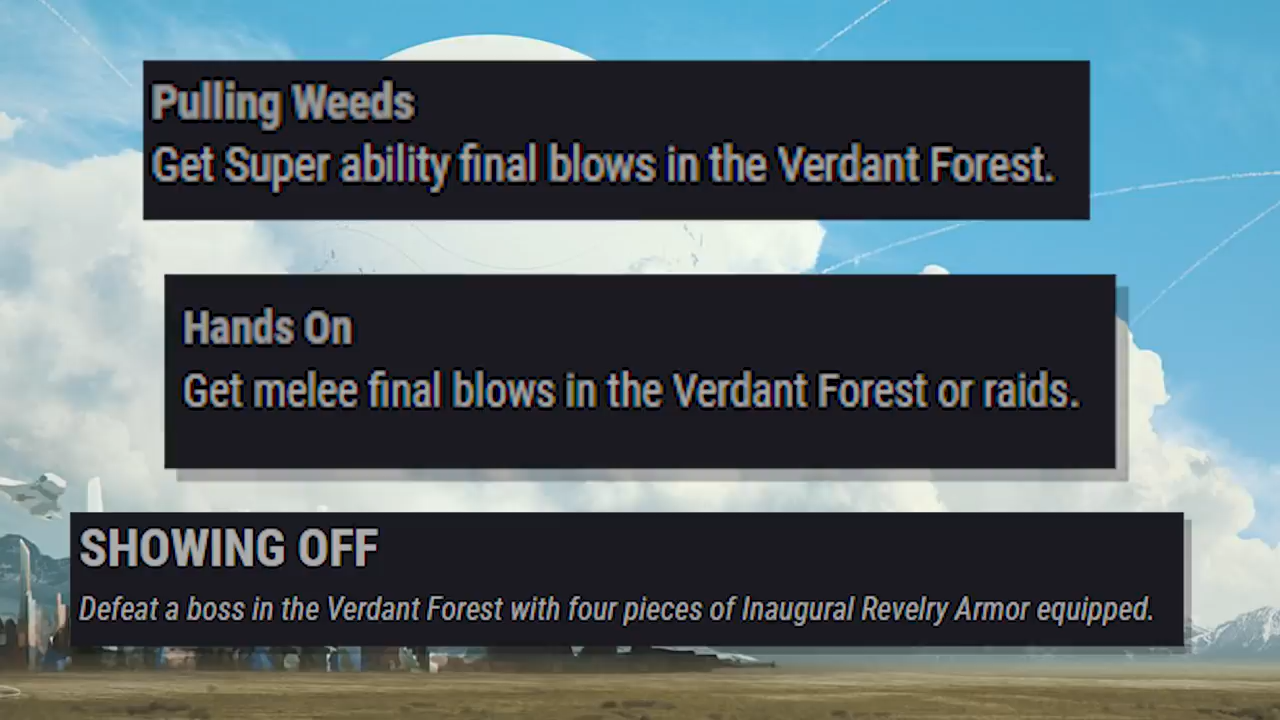 Pulling Weeds
Get Super ability final blows in the Verdant Forest.
Hands On
Get melee final blows in the Verdant Forest or raids.
SHOWING OFF
Defeat a boss in the Verdant Forest with four pieces of Inaugural Revelry Armor equipped.